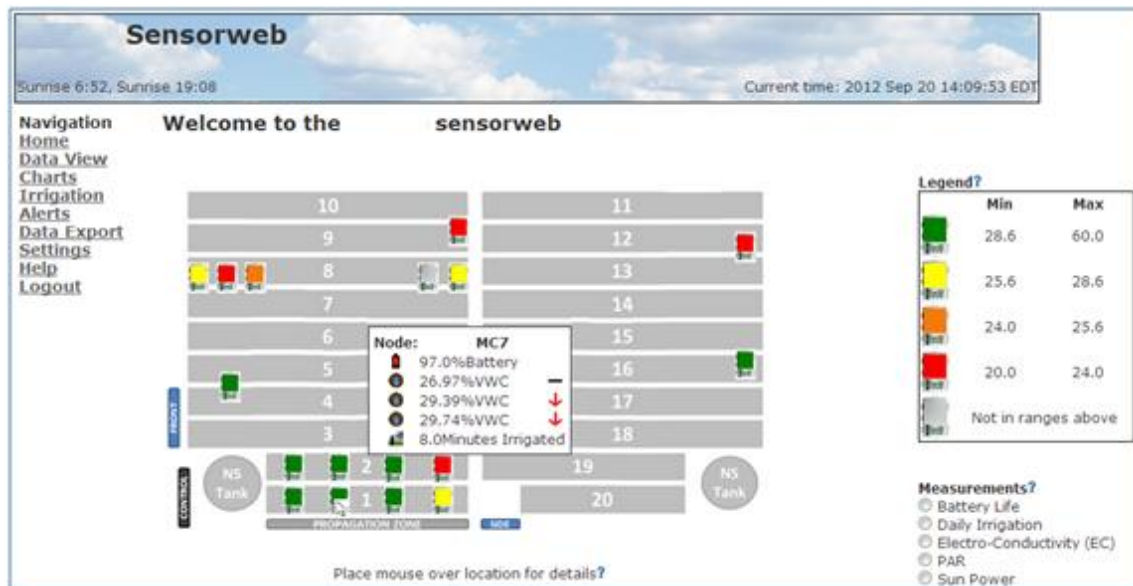 Sensorweb
Sunrise 6:52, Sunrise 19:08
Current time: 2012 Sep 20 14:09:53 EDT
Navigation
Home
Data View
Charts
Irrigation
Alerts
Data Export
Settings
Help
Logout
Welcome to the sensorweb
10
11
9
12
8
13
7
14
6
15
5
16
4
17
3
18
2
19
1
20
FRONT
CONTROL
NS
Tank
NS
Tank
PROPAGATION ZONE
NDE
Node: MC7
97.0%Battery
26.97%VWC
29.39%VWC
29.74%VWC
8.0Minutes Irrigated
Place mouse over location for details?
Legend?
Min Max
28.6 60.0
25.6 28.6
24.0 25.6
20.0 24.0
Not in ranges above
Measurements?
Battery Life
Daily Irrigation
Electro-Conductivity (EC)
PAR
Sun Power